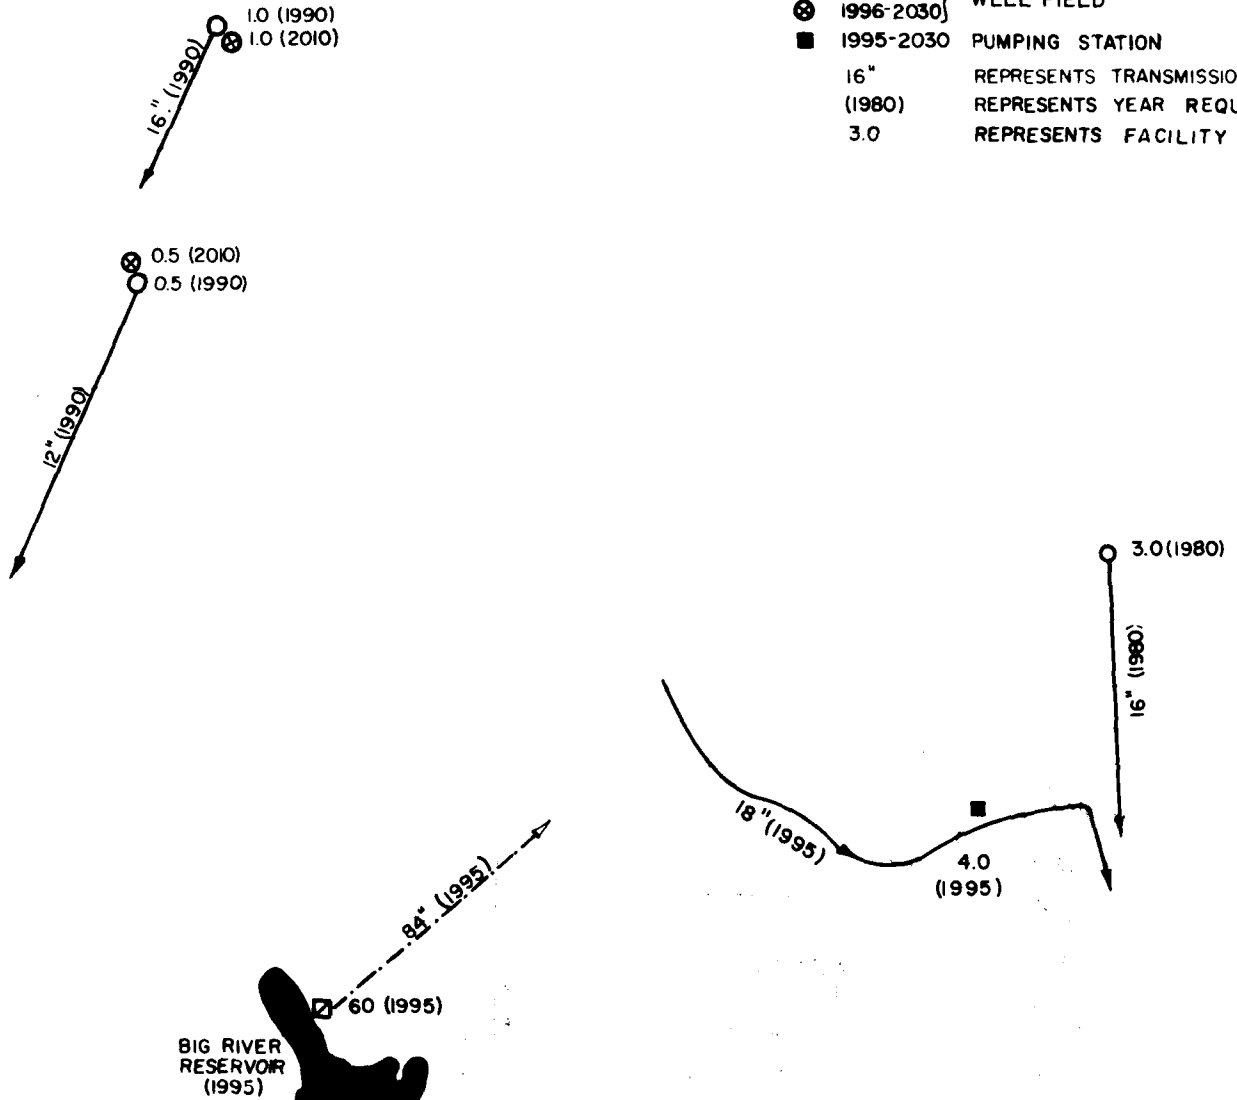 1996-2030} WELL FIELD
1995-2030 PUMPING STATION
16" REPRESENTS TRANSMISSIO
(1980) REPRESENTS YEAR REQU
3.0 REPRESENTS FACILITY
1.0 (1990)
1.0 (2010)
16." (1990)
0.5 (2010)
0.5 (1990)
12" (1990)
3.0 (1980)
16" (1980)
18" (1995)
4.0
(1995)
84" (1995)
60 (1995)
BIG RIVER
RESERVOIR
(1995)